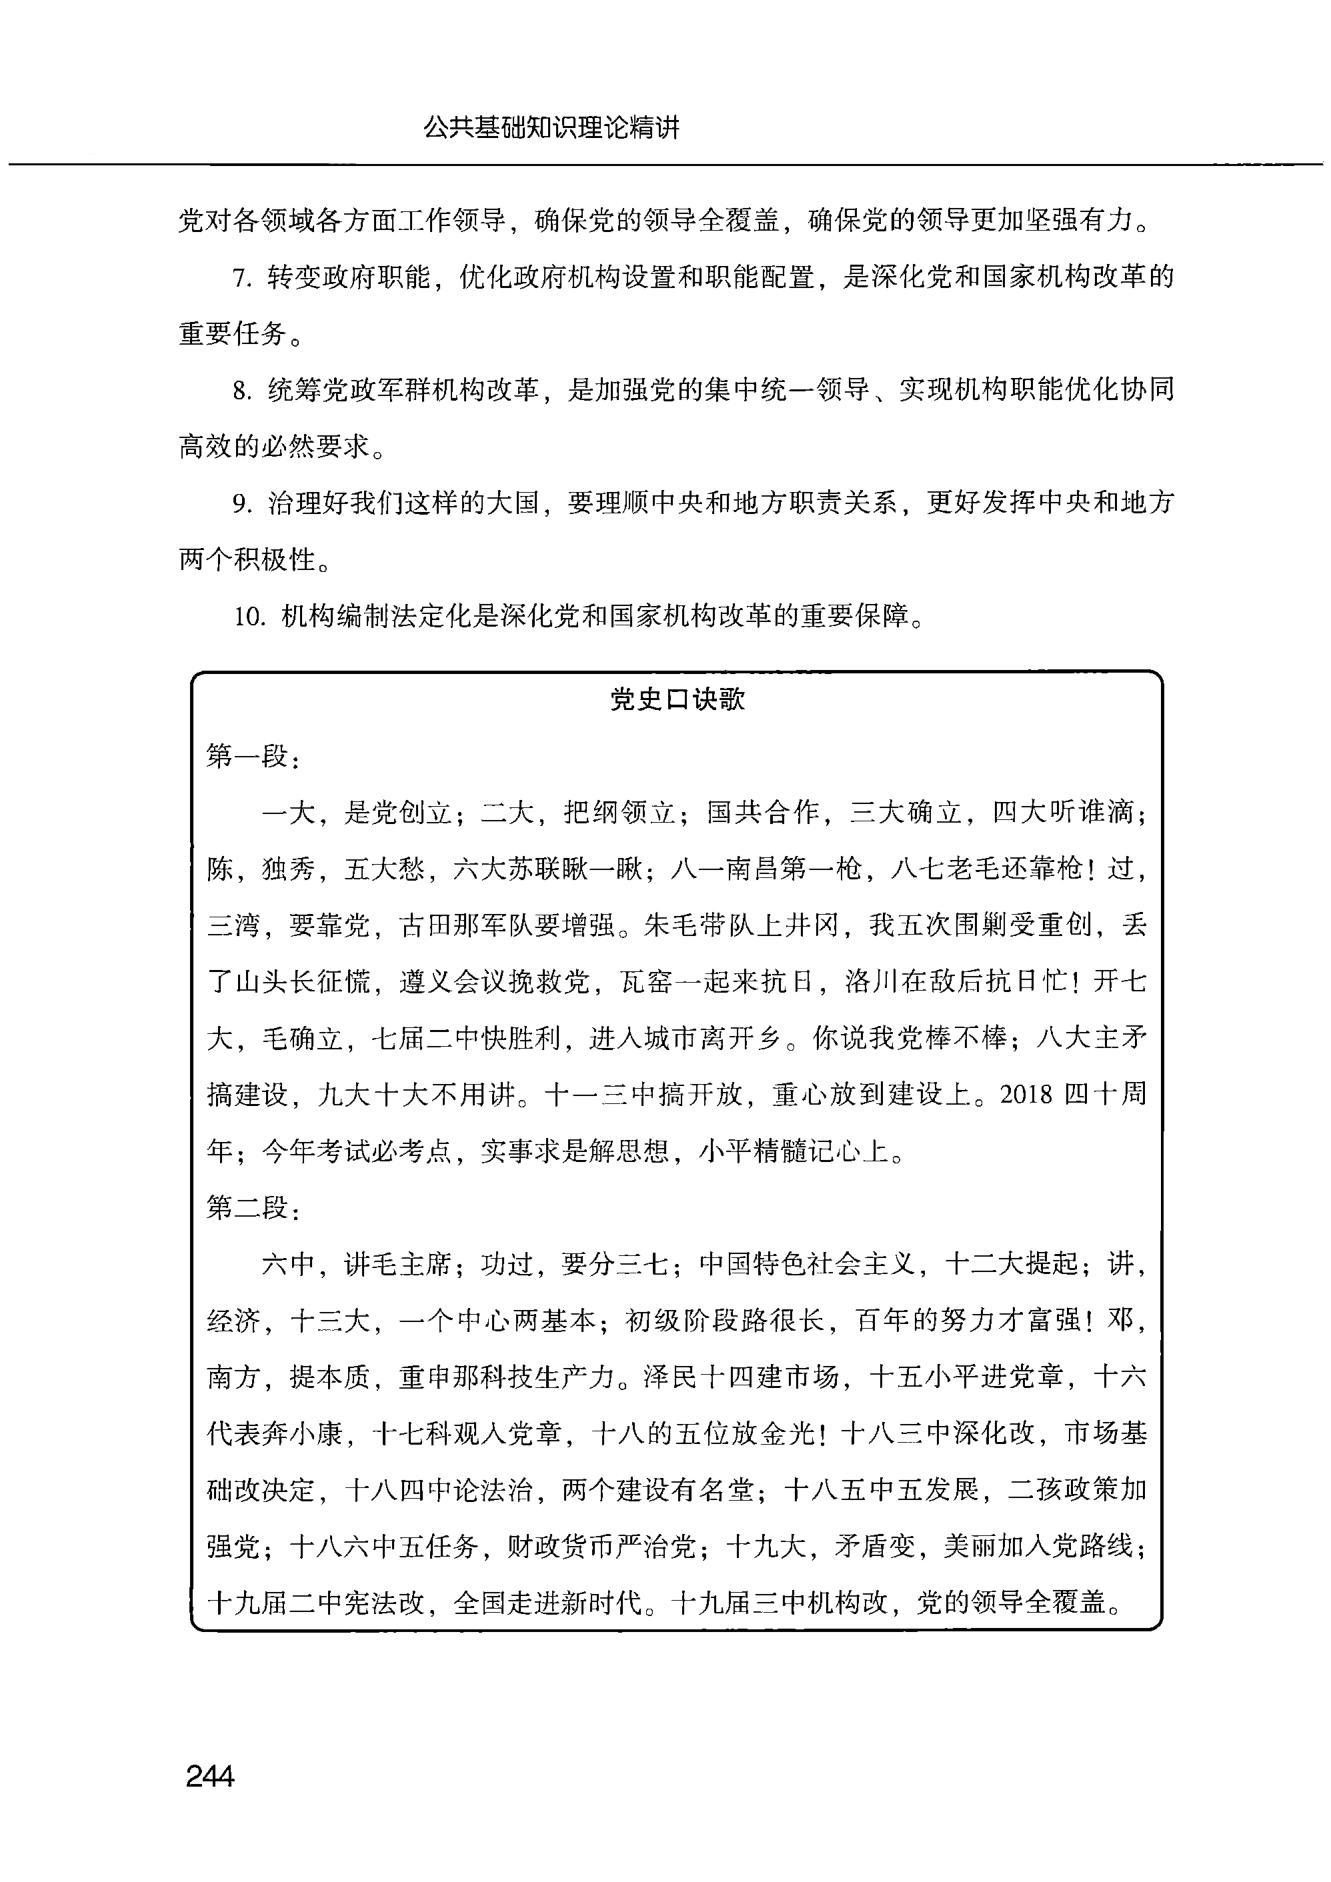 公共基础知识理论精讲
党对各领域各方面工作领导，确保党的领导全覆盖，确保党的领导更加坚强有力。
7. 转变政府职能，优化政府机构设置和职能配置，是深化党和国家机构改革的
重要任务。
8. 统筹党政军群机构改革，是加强党的集中统一领导、实现机构职能优化协同
高效的必然要求。
9. 治理好我们这样的大国，要理顺中央和地方职责关系，更好发挥中央和地方
两个积极性。
10. 机构编制法定化是深化党和国家机构改革的重要保障。
党史口诀歌
第一段：
一大，是党创立；二大，把纲领立；国共合作，三大确立，四大听谁滴；
陈，独秀，五大愁，六大苏联瞅一瞅；八一南昌第一枪，八七老毛还靠枪！过，
三湾，要靠党，古田那军队要增强。朱毛带队上井冈，我五次围剿受重创，丢
了山头长征慌，遵义会议挽救党，瓦窑一起来抗日，洛川在敌后抗日忙！开七
大，毛确立，七届二中快胜利，进入城市离开乡。你说我党棒不棒；八大主矛
搞建设，九大十大不用讲。十一三中搞开放，重心放到建设上。2018 四十周
年；今年考试必考点，实事求是解思想，小平精髓记心上。
第二段：
六中，讲毛主席；功过，要分三七；中国特色社会主义，十二大提起；讲，
经济，十三大，一个中心两基本；初级阶段路很长，百年的努力才富强！邓，
南方，提本质，重申那科技生产力。泽民十四建市场，十五小平进党章，十六
代表奔小康，十七科观入党章，十八的五位放金光！十八三中深化改，市场基
础改决定，十八四中论法治，两个建设有名堂；十八五中五发展，二孩政策加
强党；十八六中五任务，财政货币严治党；十九大，矛盾变，美丽加入党路线；
十九届二中宪法改，全国走进新时代。十九届三中机构改，党的领导全覆盖。
244